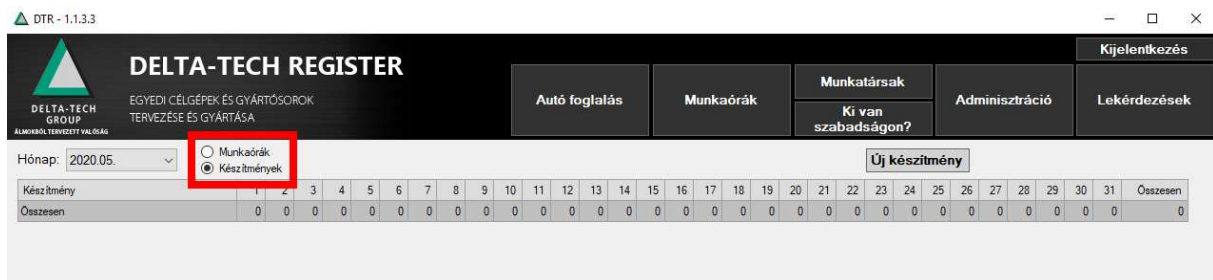 DTR - 1.1.3.3
Kijelentkezés
DELTA-TECH REGISTER
EGYEDI CÉLGÉPEK ÉS GYÁRTÓSOROK
TERVEZÉSE ÉS GYÁRTÁSA
DELTA-TECH
GROUP
ÁLMOKBÓL TERVEZETT VALÓSÁG
Autó foglalás
Munkaórák
Munkatársak
Ki van
szabadságon?
Adminisztráció
Lekérdezések
Hónap: 2020.05.
Munkaórák
Készítmények
Új készítmény
Készítmény 1 2 3 4 5 6 7 8 9 10 11 12 13 14 15 16 17 18 19 20 21 22 23 24 25 26 27 28 29 30 31 Összesen
Összesen 0 0 0 0 0 0 0 0 0 0 0 0 0 0 0 0 0 0 0 0 0 0 0 0 0 0 0 0 0 0 0 0